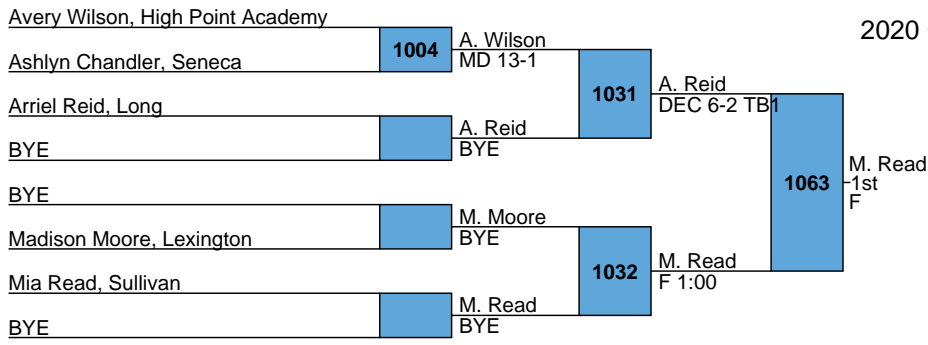 Avery Wilson, High Point Academy
2020
1004
A. Wilson
MD 13-1
Ashlyn Chandler, Seneca
1031
A. Reid
DEC 6-2 TB1
Arriel Reid, Long
A. Reid
BYE
BYE
1063
M. Read
1st
F
BYE
M. Moore
BYE
Madison Moore, Lexington
1032
M. Read
F 1:00
Mia Read, Sullivan
M. Read
BYE
BYE